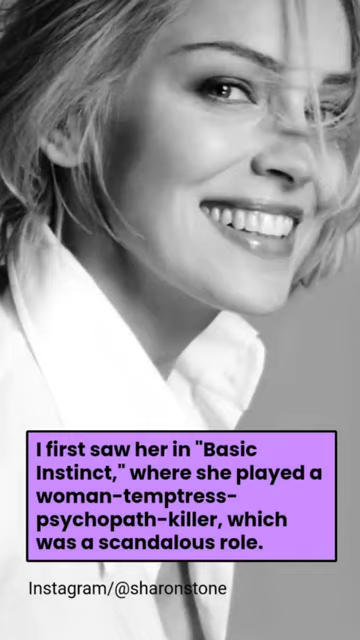 I first saw her in "Basic
Instinct," where she played a
woman-temptress-
psychopath-killer, which
was a scandalous role.
Instagram/@sharonstone